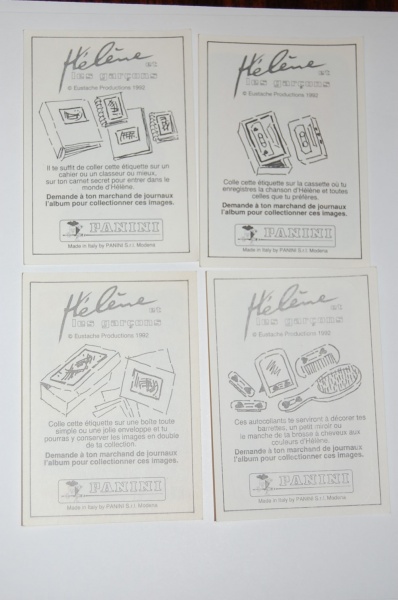 Hélène et
les garçons
© Eustache Productions 1992
Il te suffit de coller cette étiquette sur un
cahier ou un classeur ou mieux,
sur ton carnet secret pour entrer dans le
monde d'Hélène.
Demande à ton marchand de journaux
l'album pour collectionner ces images.
PANINI
Made in Italy by PANINI S.r.l. Modena
Hélène et
les garçons
© Eustache Productions 1992
Colle cette étiquette sur la cassette où tu
enregistres la chanson d'Hélène et toutes
celles que tu préfères.
Demande à ton marchand de journaux
l'album pour collectionner ces images.
PANINI
Made in Italy by PANINI S.r.l. Modena
Hélène et
les garçons
© Eustache Productions 1992
Colle cette étiquette sur une boîte toute
simple ou une jolie enveloppe et tu
pourras y conserver les images en double
de ta collection.
Demande à ton marchand de journaux
l'album pour collectionner ces images.
PANINI
Made in Italy by PANINI S.r.l. Modena
Hélène et
les garçons
© Eustache Productions 1992
Ces autocollants te serviront à décorer tes
barrettes, un petit miroir ou
le manche de ta brosse à cheveux aux
couleurs d'Hélène.
Demande à ton marchand de journaux
l'album pour collectionner ces images.
PANINI
Made in Italy by PANINI S.r.l. Modena